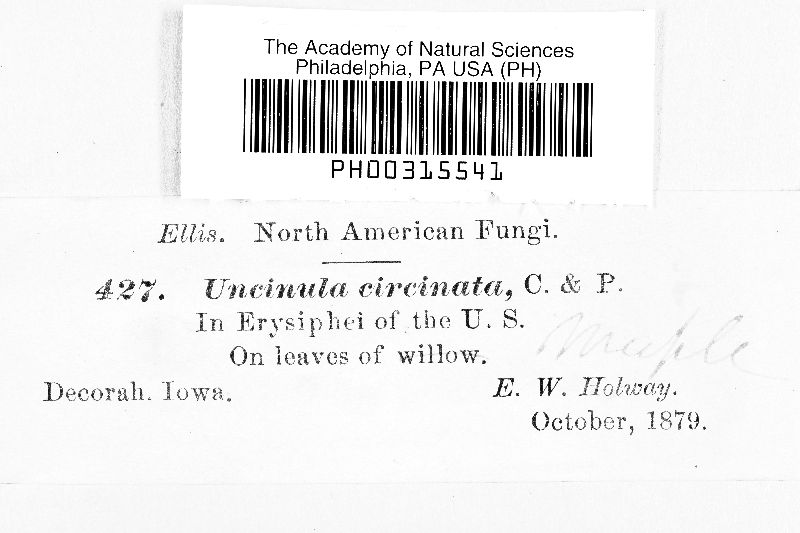 The Academy of Natural Sciences
Philadelphia, PA USA (PH)
PH00315541
Ellis. North American Fungi.
427. Uncinula circinata, C. & P.
In Erysiphei of the U. S.
On leaves of willow. Maple
Decorah. Iowa. E. W. Holway.
October, 1879.